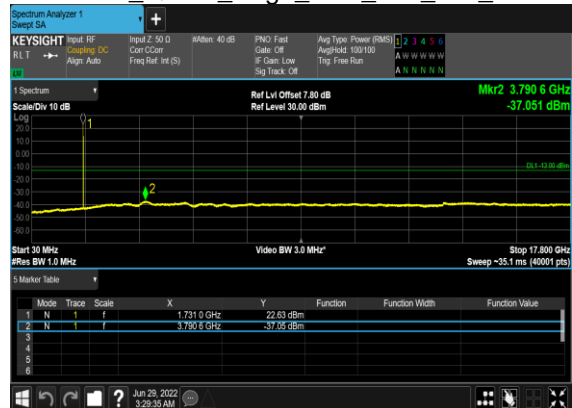 Spectrum Analyzer 1
Swept SA
+
KEYSIGHT
RLT
Input: RF
Coupling: DC
Align: Auto
Input Z: 50 Ω
Corr CCorr
Freq Ref: Int (S)
#Atten: 40 dB
PNO: Fast
Gate: Off
IF Gain: Low
Sig Track: Off
Avg Type: Power (RMS)
Avg|Hold: 100/100
Trig: Free Run
1 2 3 4 5 6
A W W W W W
A N N N N N
1 Spectrum
Scale/Div 10 dB
Ref Lvl Offset 7.80 dB
Ref Level 30.00 dBm
Mkr2 3.790 6 GHz
-37.051 dBm
Log
20.0
10.0
0.00
-10.0
-20.0
-30.0
-40.0
-50.0
-60.0
1
2
DL1 -13.00 dBm
Start 30 MHz
#Res BW 1.0 MHz
Video BW 3.0 MHz*
Stop 17.800 GHz
Sweep ~35.1 ms (40001 pts)
5 Marker Table
Mode Trace Scale X Y Function Function Width Function Value
1 N 1 f 1.731 0 GHz 22.63 dBm
2 N 1 f 3.790 6 GHz -37.05 dBm
3
4
5
6
?
Jun 29, 2022
3:29:35 AM